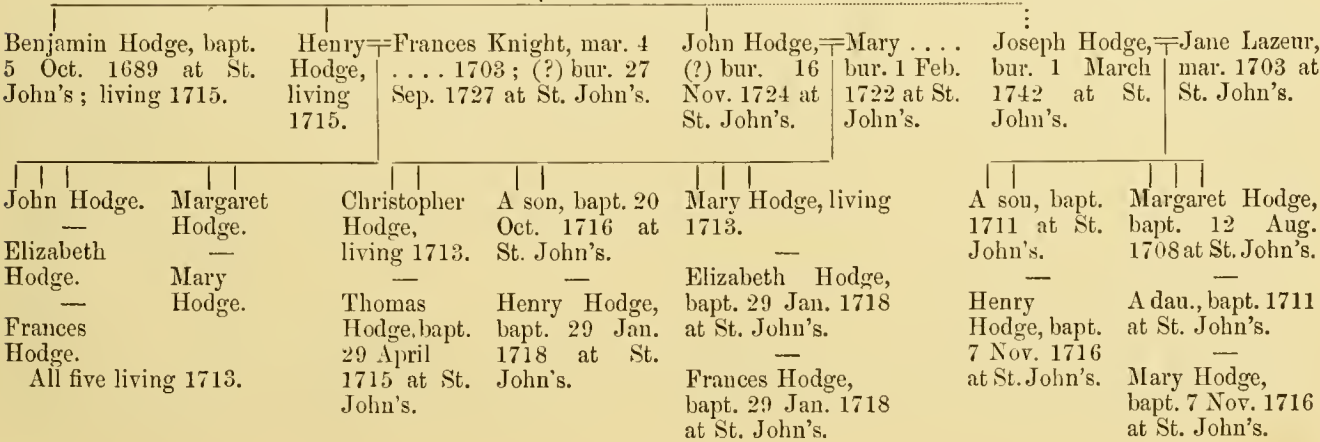 Benjamin Hodge, bapt.
5 Oct. 1689 at St.
John's ; living 1715.
Henry
Hodge,
living
1715.
Frances Knight, mar. 4
. . . . 1703 ; (?) bur. 27
Sep. 1727 at St. John's.
John Hodge,
(?) bur. 16
Nov. 1724 at
St. John's.
Mary . . . .
bur. 1 Feb.
1722 at St.
John's.
Joseph Hodge,
bur. 1 March
1742 at St.
John's.
Jane Lazeur,
mar. 1703 at
St. John's.
John Hodge.
—
Elizabeth
Hodge.
—
Frances
Hodge.
Margaret
Hodge.
—
Mary
Hodge.
All five living 1713.
Christopher
Hodge,
living 1713.
—
Thomas
Hodge, bapt.
29 April
1715 at St.
John's.
A son, bapt. 20
Oct. 1716 at
St. John's.
—
Henry Hodge,
bapt. 29 Jan.
1718 at St.
John's.
Mary Hodge, living
1713.
—
Elizabeth Hodge,
bapt. 29 Jan. 1718
at St. John's.
—
Frances Hodge,
bapt. 29 Jan. 1718
at St. John's.
A son, bapt.
1711 at St.
John's.
—
Henry
Hodge, bapt.
7 Nov. 1716
at St. John's.
Margaret Hodge,
bapt. 12 Aug.
1708 at St. John's.
—
A dau., bapt. 1711
at St. John's.
—
Mary Hodge,
bapt. 7 Nov. 1716
at St. John's.